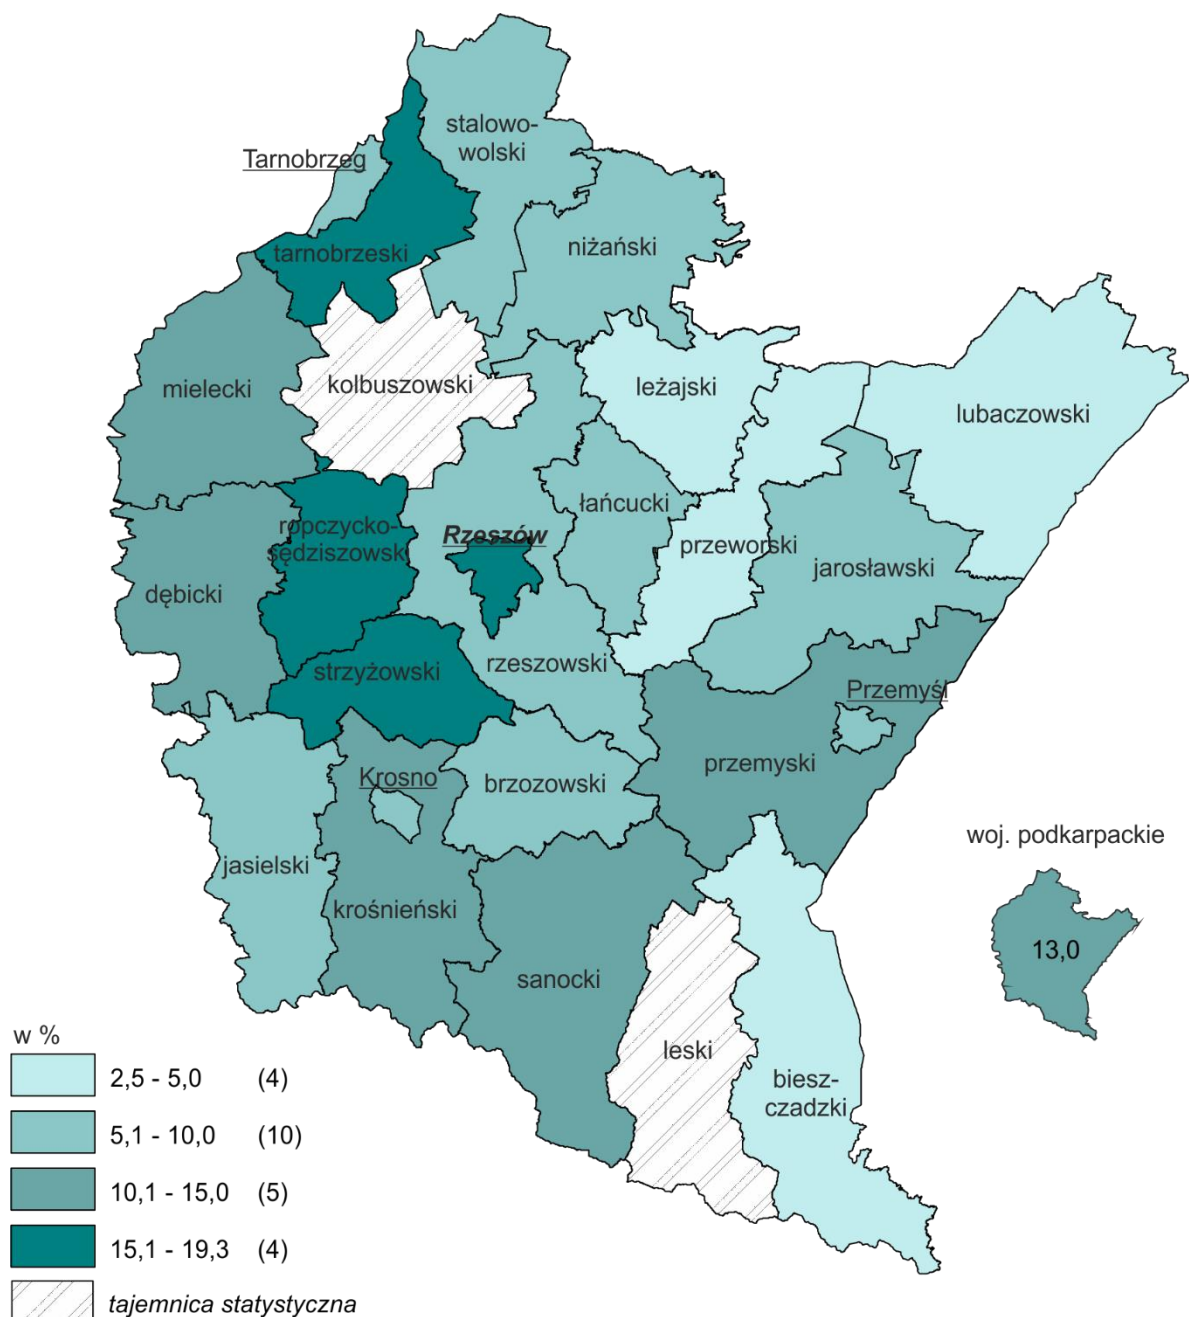 stalowo-
wolski
Tarnobrzeg
niżański
tarnobrzeski
mielecki
kolbuszowski
leżajski
lubaczowski
łańcucki
ropczycko-
sędziszowsk
Rzeszów
przeworski
jarosławski
dębicki
strzyżowski
rzeszowski
Przemyśl
przemyski
Krosno
brzozowski
jasielski
krośnieński
sanocki
leski
biesz-
czadzki
woj. podkarpackie
13,0
w %
2,5 - 5,0 (4)
5,1 - 10,0 (10)
10,1 - 15,0 (5)
15,1 - 19,3 (4)
tajemnica statystyczna